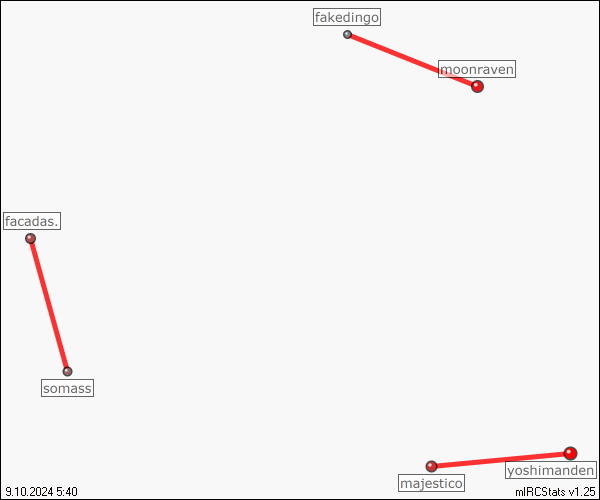 fakedingo
moonraven
facadas.
somass
yoshimanden
majestico
9.10.2024 5:40
mIRCStats v1.25